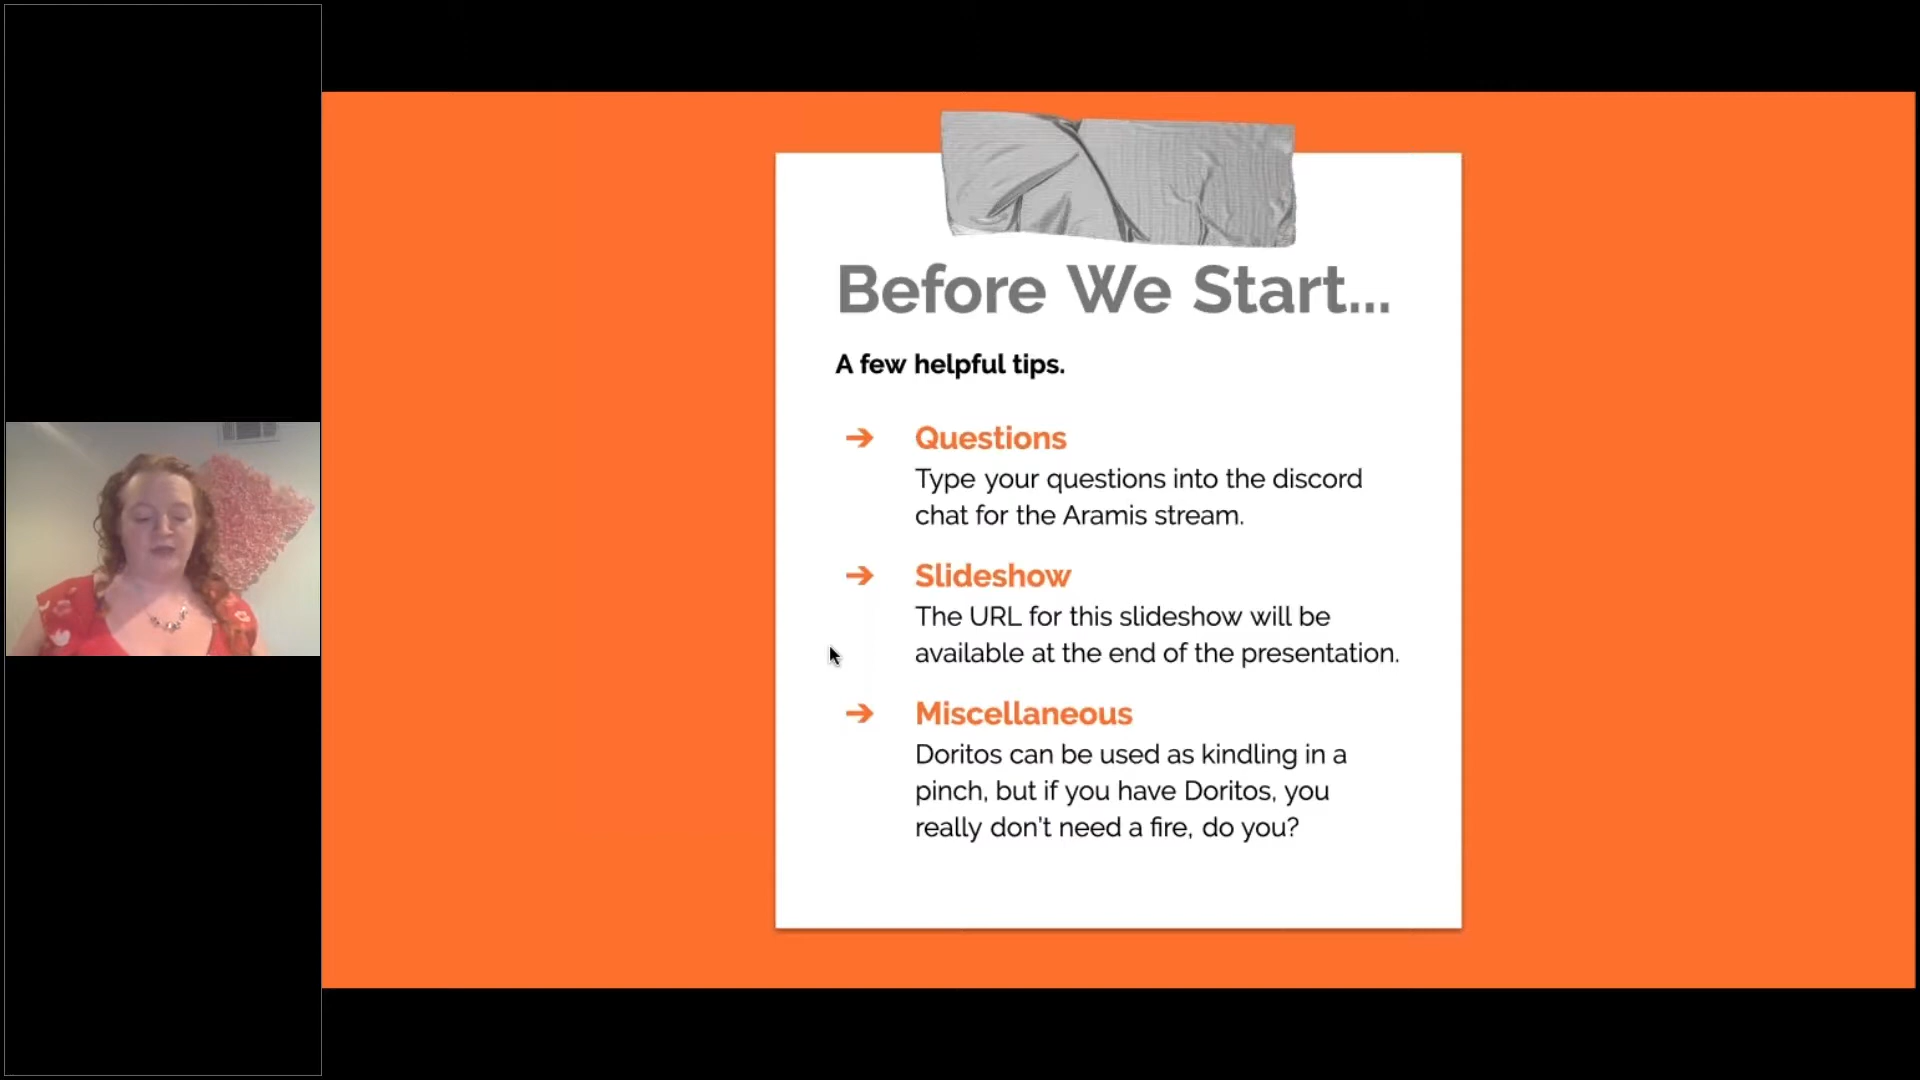 Before We Start...
A few helpful tips.
➔ Questions
Type your questions into the discord
chat for the Aramis stream.
➔ Slideshow
The URL for this slideshow will be
available at the end of the presentation.
➔ Miscellaneous
Doritos can be used as kindling in a
pinch, but if you have Doritos, you
really don't need a fire, do you?